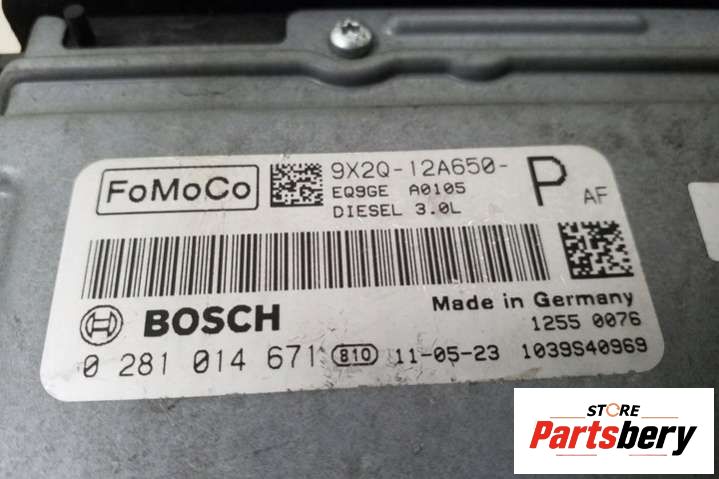 FoMoCo
9X2Q-12A650-
EQ9GE A0105
DIESEL 3.0L
P AF
Made in Germany
BOSCH
1255 0076
0 281 014 671 810 11-05-23 1039S40969
STORE
Partsbery